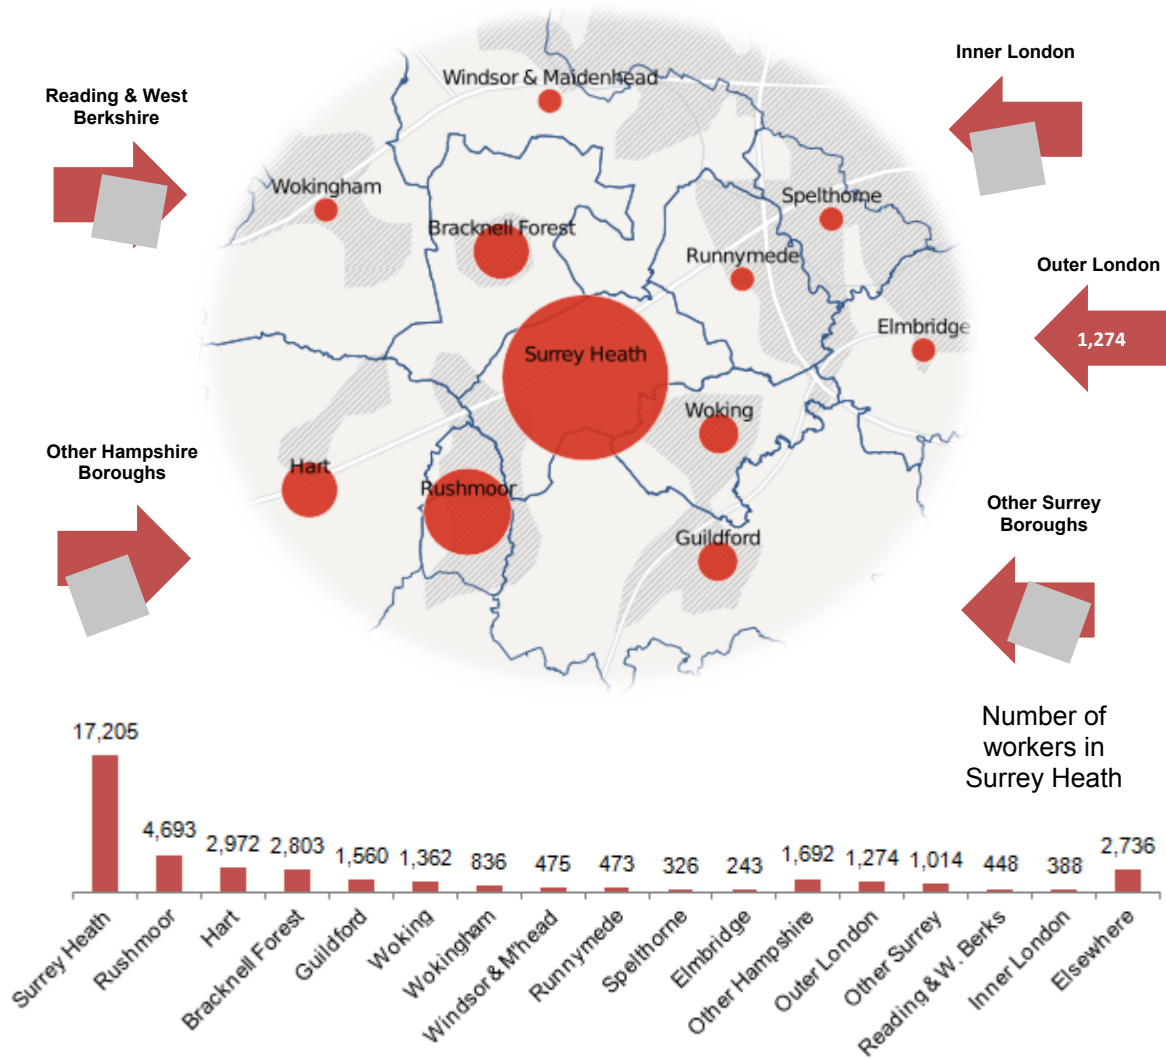 Inner London
Windsor & Maidenhead
Reading & West
Berkshire
Wokingham
Spelthorne
Bracknell Forest
Runnymede
Outer London
1,274
Elmbridge
Surrey Heath
Woking
Other Hampshire
Boroughs
Hart
Rushmoor
Other Surrey
Boroughs
Guildford
Number of
workers in
Surrey Heath
17,205
4,693
2,972
2,803
1,560
1,362
836
475
473
326
243
1,692
1,274
1,014
448
388
2,736
Surrey Heath
Rushmoor
Hart
Bracknell Forest
Guildford
Woking
Wokingham
Windsor & M'head
Runnymede
Spelthorne
Elmbridge
Other Hampshire
Outer London
Other Surrey
Reading & W. Berks
Inner London
Elsewhere